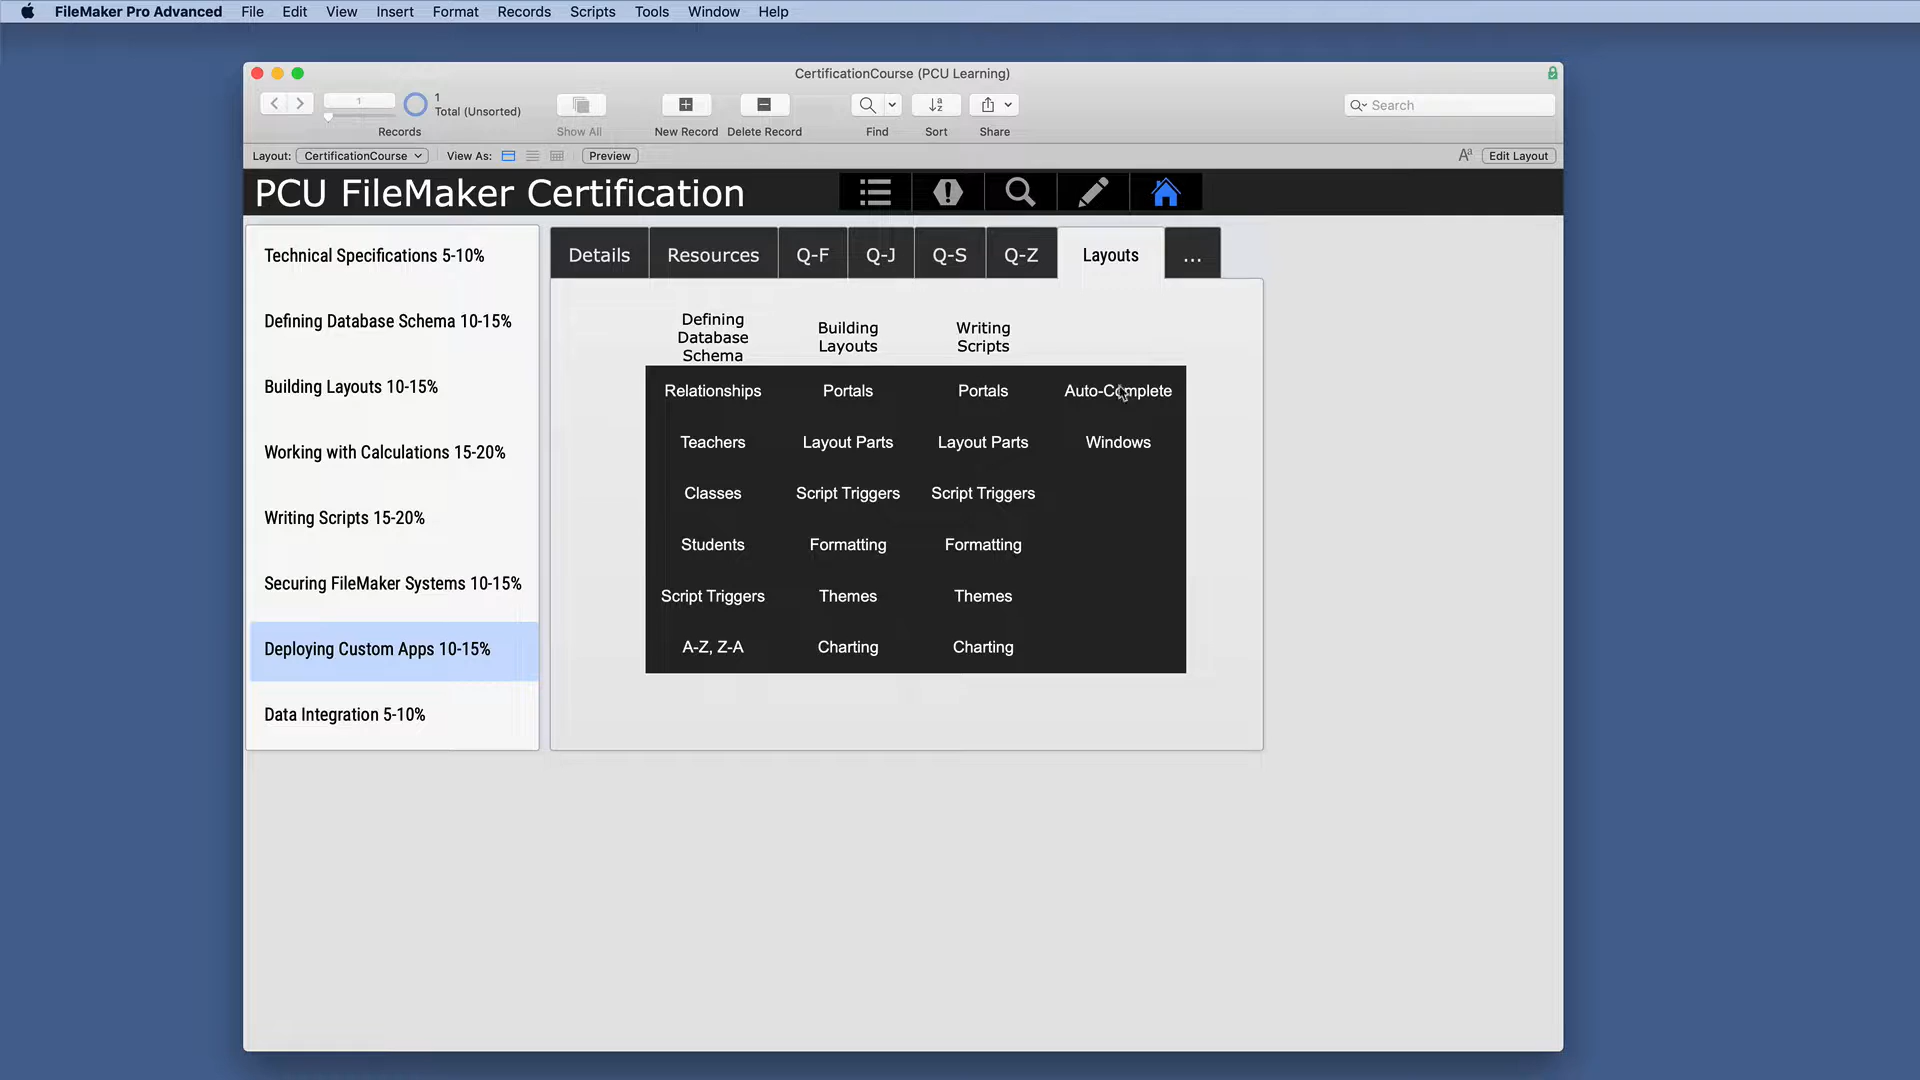 FileMaker Pro Advanced File Edit View Insert Format Records Scripts Tools Window Help
CertificationCourse (PCU Learning)
1
1
Total (Unsorted)
Records
Show All
New Record
Delete Record
Find
Sort
Share
Search
Layout: CertificationCourse View As: Preview
Aa Edit Layout
PCU FileMaker Certification
Technical Specifications 5-10%
Defining Database Schema 10-15%
Building Layouts 10-15%
Working with Calculations 15-20%
Writing Scripts 15-20%
Securing FileMaker Systems 10-15%
Deploying Custom Apps 10-15%
Data Integration 5-10%
Details Resources Q-F Q-J Q-S Q-Z Layouts ...
Defining
Database
Schema
Building
Layouts
Writing
Scripts
Relationships Portals Portals Auto-Complete
Teachers Layout Parts Layout Parts Windows
Classes Script Triggers Script Triggers
Students Formatting Formatting
Script Triggers Themes Themes
A-Z, Z-A Charting Charting